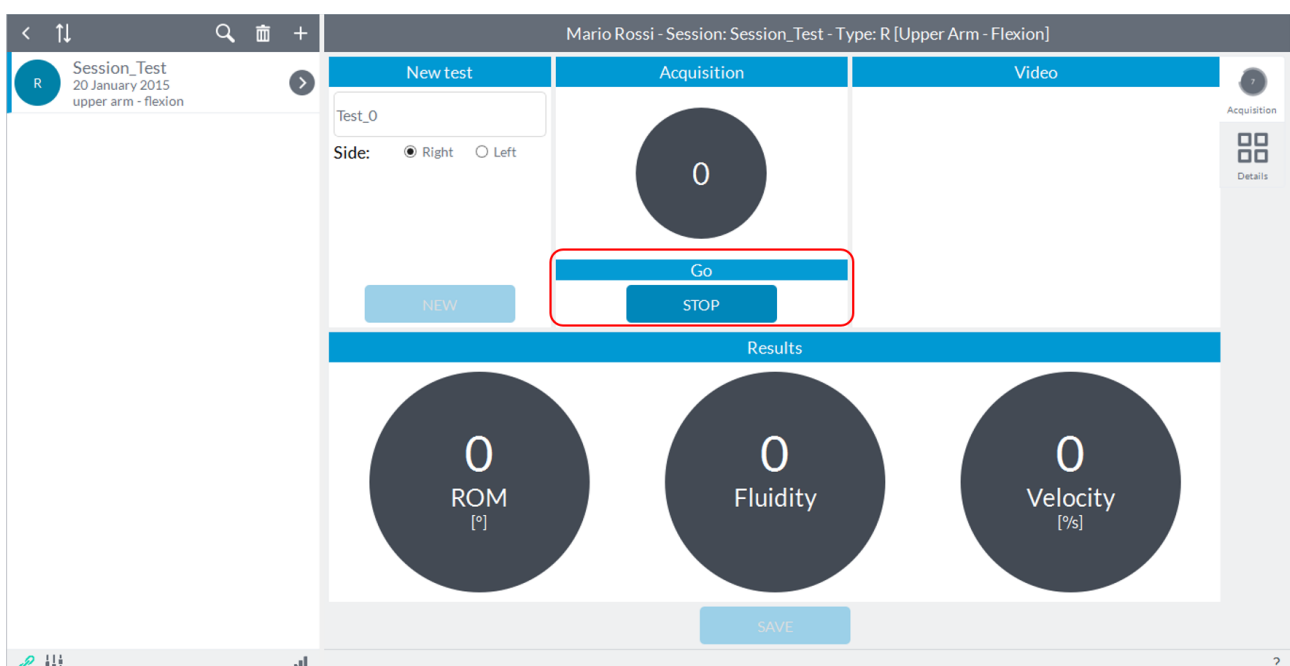 Mario Rossi - Session: Session_Test - Type: R [Upper Arm - Flexion]
R
Session_Test
20 January 2015
upper arm - flexion
New test
Acquisition
Video
Test_0
Side:
Right
Left
0
Go
NEW
STOP
?
Acquisition
Details
Results
0
ROM
[°]
0
Fluidity
0
Velocity
[°/s]
SAVE
?